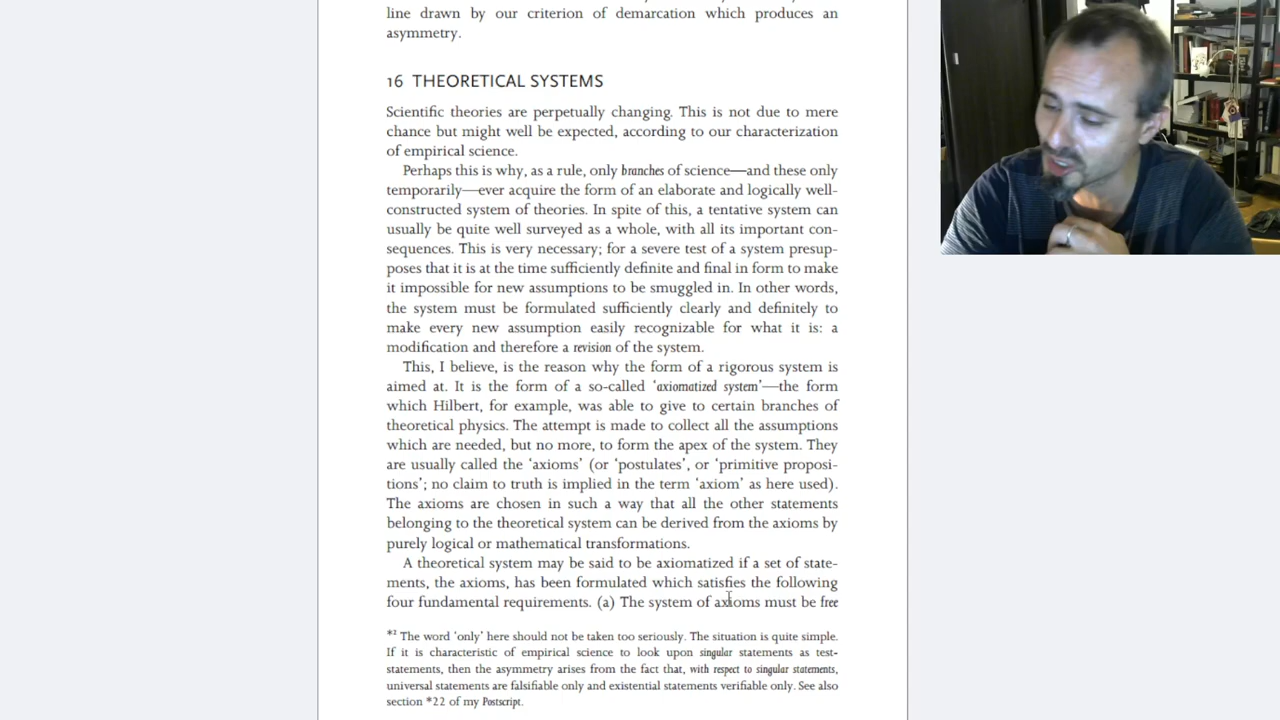 line drawn by our criterion of demarcation which produces an
asymmetry.
16 THEORETICAL SYSTEMS
Scientific theories are perpetually changing. This is not due to mere
chance but might well be expected, according to our characterization
of empirical science.
Perhaps this is why, as a rule, only branches of science—and these only
temporarily—ever acquire the form of an elaborate and logically well-
constructed system of theories. In spite of this, a tentative system can
usually be quite well surveyed as a whole, with all its important con-
sequences. This is very necessary; for a severe test of a system presup-
poses that it is at the time sufficiently definite and final in form to make
it impossible for new assumptions to be smuggled in. In other words,
the system must be formulated sufficiently clearly and definitely to
make every new assumption easily recognizable for what it is: a
modification and therefore a revision of the system.
This, I believe, is the reason why the form of a rigorous system is
aimed at. It is the form of a so-called ‘axiomatized system’—the form
which Hilbert, for example, was able to give to certain branches of
theoretical physics. The attempt is made to collect all the assumptions
which are needed, but no more, to form the apex of the system. They
are usually called the ‘axioms’ (or ‘postulates’, or ‘primitive proposi-
tions’; no claim to truth is implied in the term ‘axiom’ as here used).
The axioms are chosen in such a way that all the other statements
belonging to the theoretical system can be derived from the axioms by
purely logical or mathematical transformations.
A theoretical system may be said to be axiomatized if a set of state-
ments, the axioms, has been formulated which satisfies the following
four fundamental requirements. (a) The system of axioms must be free
*² The word ‘only’ here should not be taken too seriously. The situation is quite simple.
If it is characteristic of empirical science to look upon singular statements as test-
statements, then the asymmetry arises from the fact that, with respect to singular statements,
universal statements are falsifiable only and existential statements verifiable only. See also
section *22 of my Postscript.